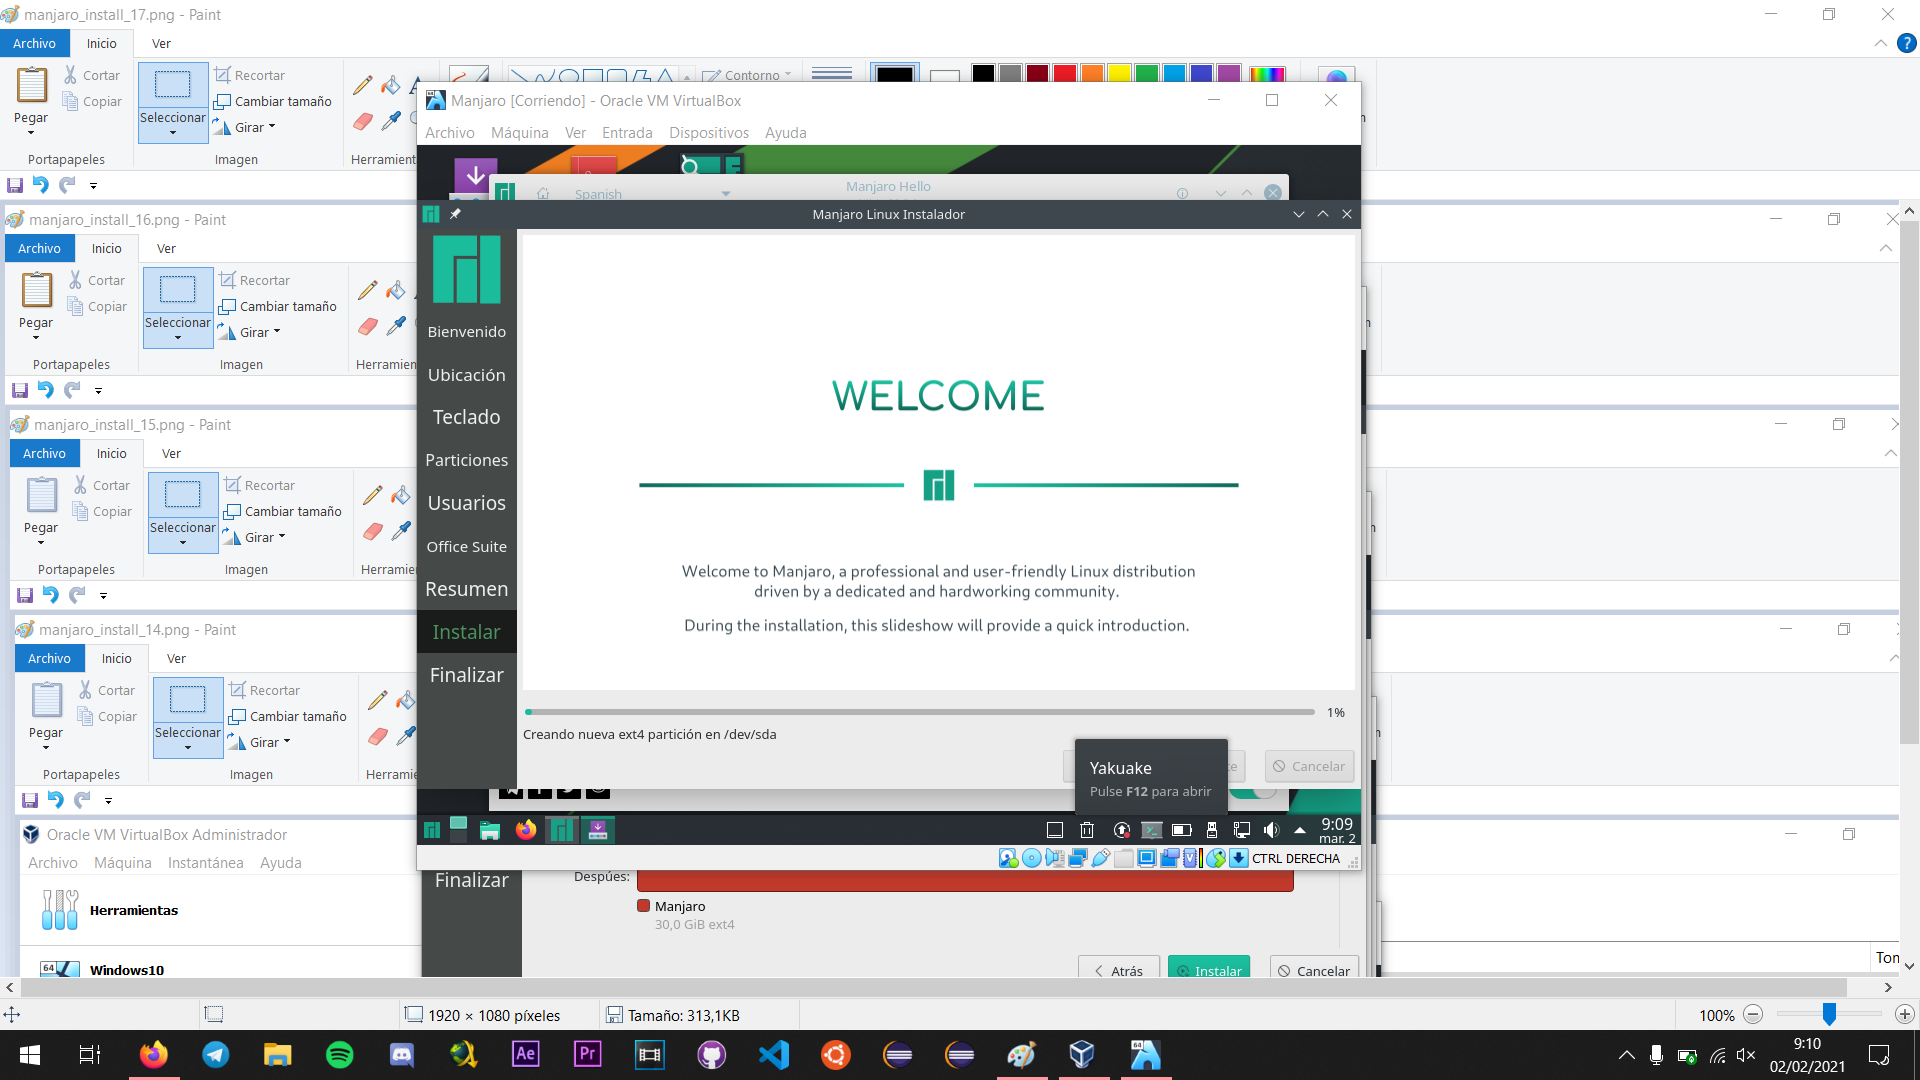 manjaro_install_17.png - Paint
Archivo Inicio Ver
Pegar Cortar Copiar Seleccionar Recortar Cambiar tamaño Girar Contorno
Portapapeles Imagen
manjaro_install_16.png - Paint
Archivo Inicio Ver
Pegar Cortar Copiar Seleccionar Recortar Cambiar tamaño Girar
Portapapeles Imagen
manjaro_install_15.png - Paint
Archivo Inicio Ver
Pegar Cortar Copiar Seleccionar Recortar Cambiar tamaño Girar
Portapapeles Imagen
manjaro_install_14.png - Paint
Archivo Inicio Ver
Pegar Cortar Copiar Seleccionar Recortar Cambiar tamaño Girar
Portapapeles Imagen
Oracle VM VirtualBox Administrador
Archivo Máquina Instantánea Ayuda
Herramientas
64 Windows10
Manjaro [Corriendo] - Oracle VM VirtualBox
Archivo Máquina Ver Entrada Dispositivos Ayuda
Spanish Manjaro Hello
Manjaro Linux Instalador
Bienvenido
Ubicación
Teclado
Particiones
Usuarios
Office Suite
Resumen
Instalar
Finalizar
WELCOME
Welcome to Manjaro, a professional and user-friendly Linux distribution
driven by a dedicated and hardworking community.
During the installation, this slideshow will provide a quick introduction.
1%
Creando nueva ext4 partición en /dev/sda
Cancelar
Yakuake
Pulse F12 para abrir
9:09
mar. 2
CTRL DERECHA
Finalizar
Despúes:
Manjaro
30,0 GiB ext4
Atrás Instalar Cancelar
1920 × 1080 píxeles Tamaño: 313,1KB 100%
Ae Pr
9:10
02/02/2021